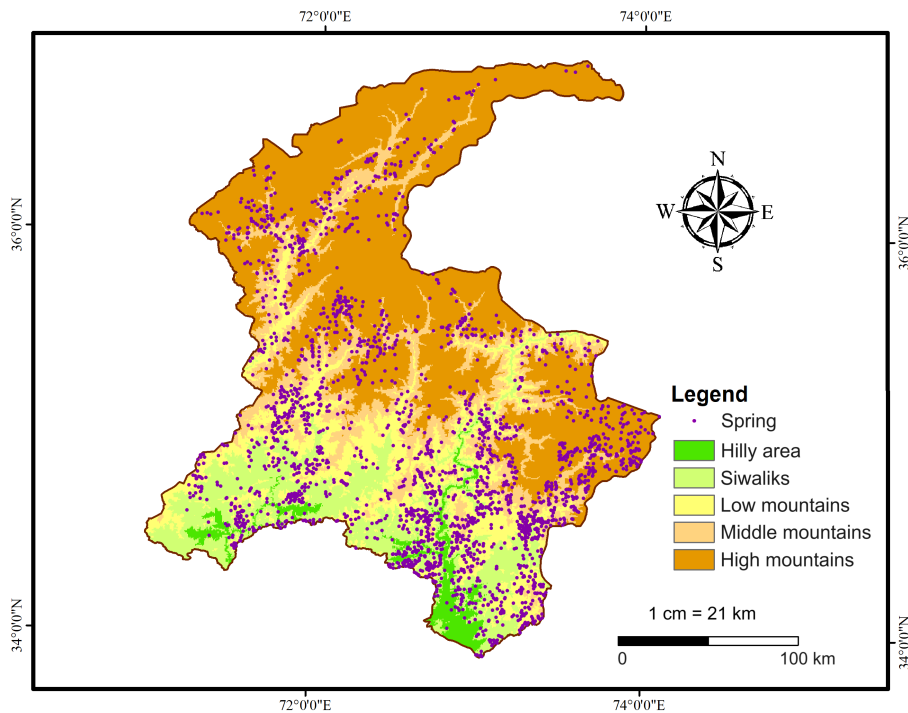 72°0'0"E 74°0'0"E
N
W E
S
36°0'0"N 36°0'0"N
Legend
Spring
Hilly area
Siwaliks
Low mountains
Middle mountains
High mountains
1 cm = 21 km
0 100 km
34°0'0"N 34°0'0"N
72°0'0"E 74°0'0"E